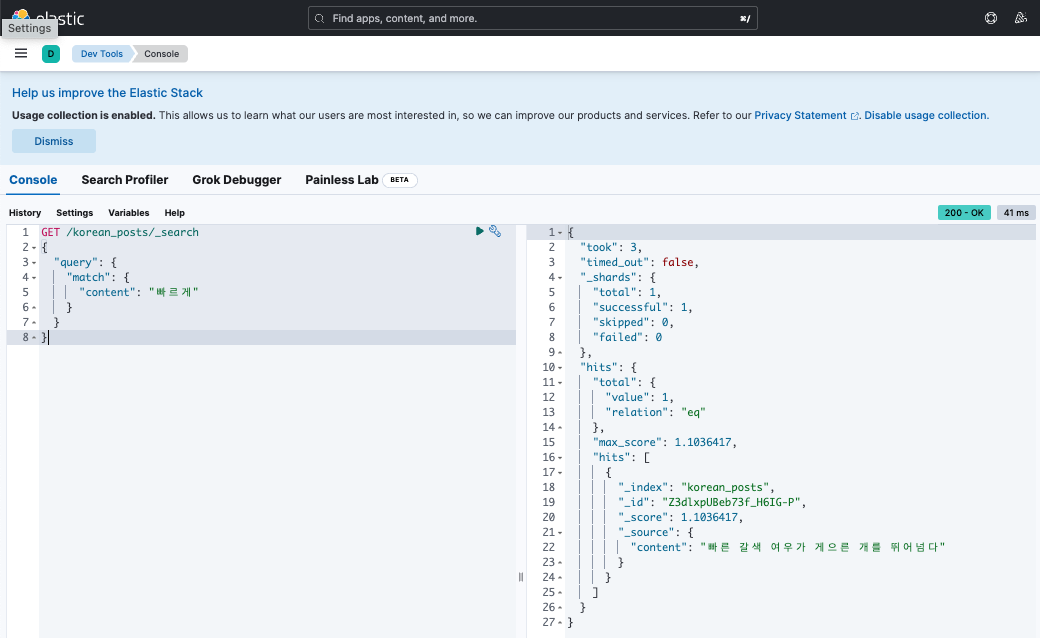 elastic
Find apps, content, and more.
⌘/
Settings
D
Dev Tools
Console
Help us improve the Elastic Stack
Usage collection is enabled. This allows us to learn what our users are most interested in, so we can improve our products and services. Refer to our Privacy Statement. Disable usage collection.
Dismiss
Console
Search Profiler
Grok Debugger
Painless Lab
BETA
History
Settings
Variables
Help
200 - OK
41 ms
1 GET /korean_posts/_search
2 {
3 "query": {
4 "match": {
5 "content": "빠르게"
6 }
7 }
8 }
1 {
2 "took": 3,
3 "timed_out": false,
4 "_shards": {
5 "total": 1,
6 "successful": 1,
7 "skipped": 0,
8 "failed": 0
9 },
10 "hits": {
11 "total": {
12 "value": 1,
13 "relation": "eq"
14 },
15 "max_score": 1.1036417,
16 "hits": [
17 {
18 "_index": "korean_posts",
19 "_id": "Z3dlxpUBeb73f_H6IG-P",
20 "_score": 1.1036417,
21 "_source": {
22 "content": "빠른 갈색 여우가 게으른 개를 뛰어넘다"
23 }
24 }
25 ]
26 }
27 }